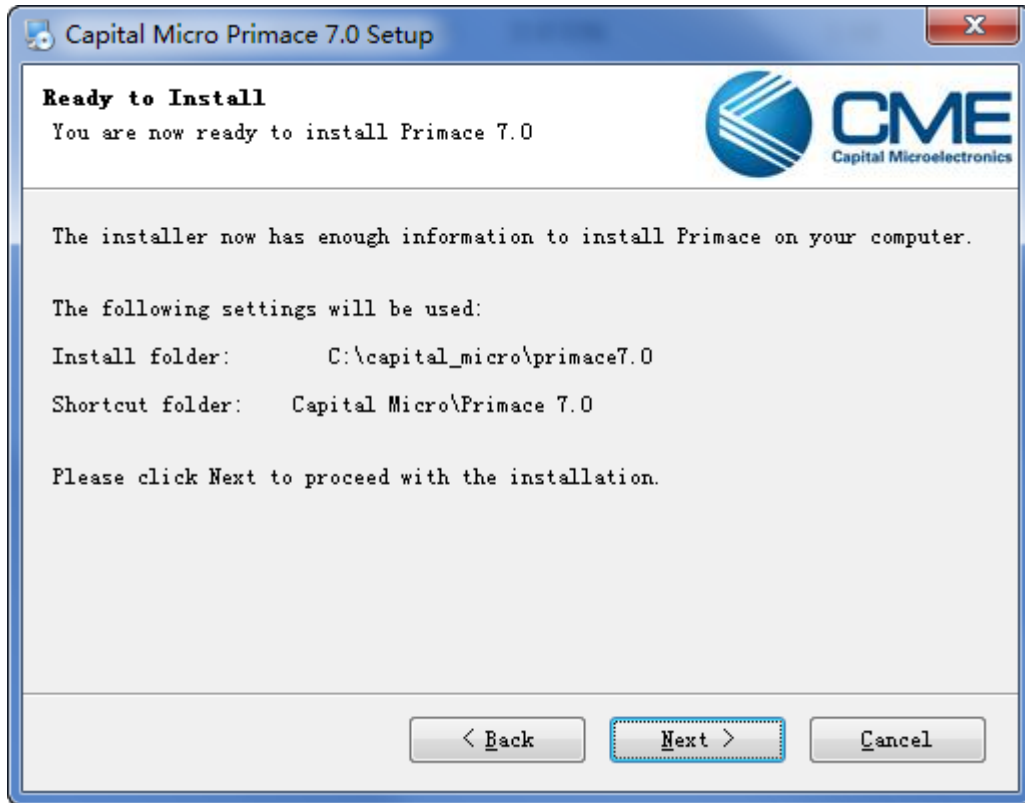 Capital Micro Primace 7.0 Setup
Ready to Install
You are now ready to install Primace 7.0
CME
Capital Microelectronics
The installer now has enough information to install Primace on your computer.
The following settings will be used:
Install folder: C:\capital_micro\primace7.0
Shortcut folder: Capital Micro\Primace 7.0
Please click Next to proceed with the installation.
< Back Next > Cancel